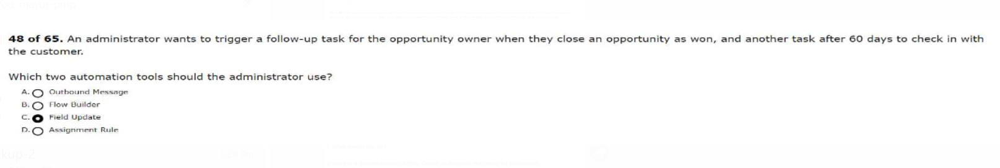 48 of 65. An administrator wants to trigger a follow-up task for the opportunity owner when they close an opportunity as won, and another task after 60 days to check in with
the customer.
Which two automation tools should the administrator use?
A. Outbound Message
B. Flow Builder
C. Field Update
D. Assignment Rule
kup-2